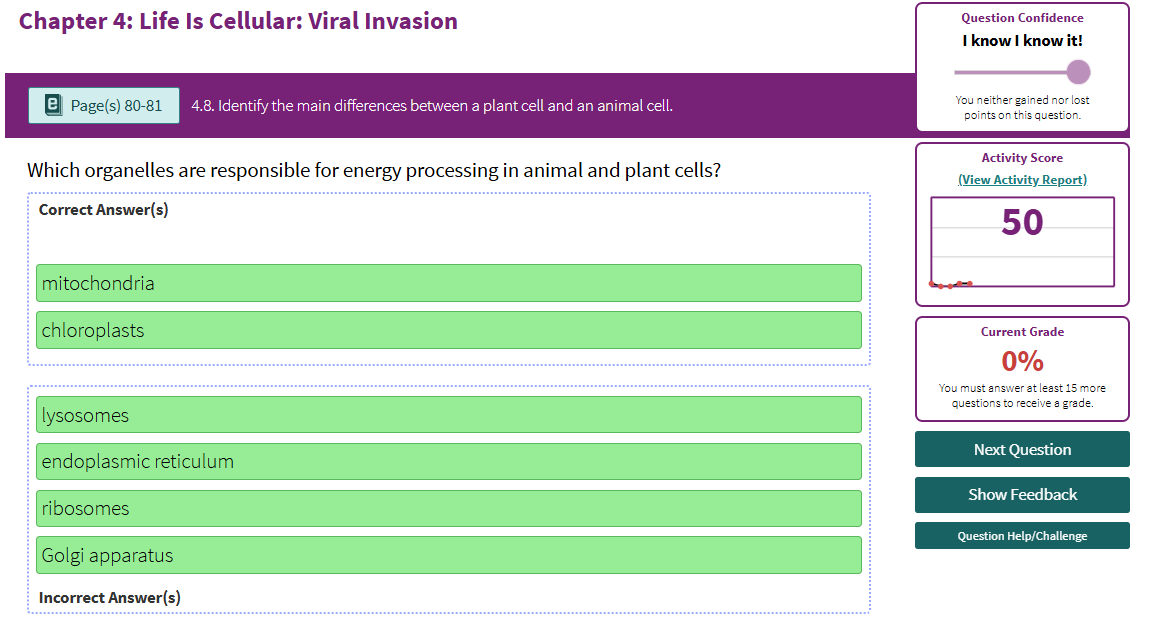 Chapter 4: Life Is Cellular: Viral Invasion
Page(s) 80-81
4.8. Identify the main differences between a plant cell and an animal cell.
Which organelles are responsible for energy processing in animal and plant cells?
Correct Answer(s)
mitochondria
chloroplasts
lysosomes
endoplasmic reticulum
ribosomes
Golgi apparatus
Incorrect Answer(s)
Question Confidence
I know I know it!
You neither gained nor lost
points on this question.
Activity Score
(View Activity Report)
50
Current Grade
0%
You must answer at least 15 more
questions to receive a grade.
Next Question
Show Feedback
Question Help/Challenge